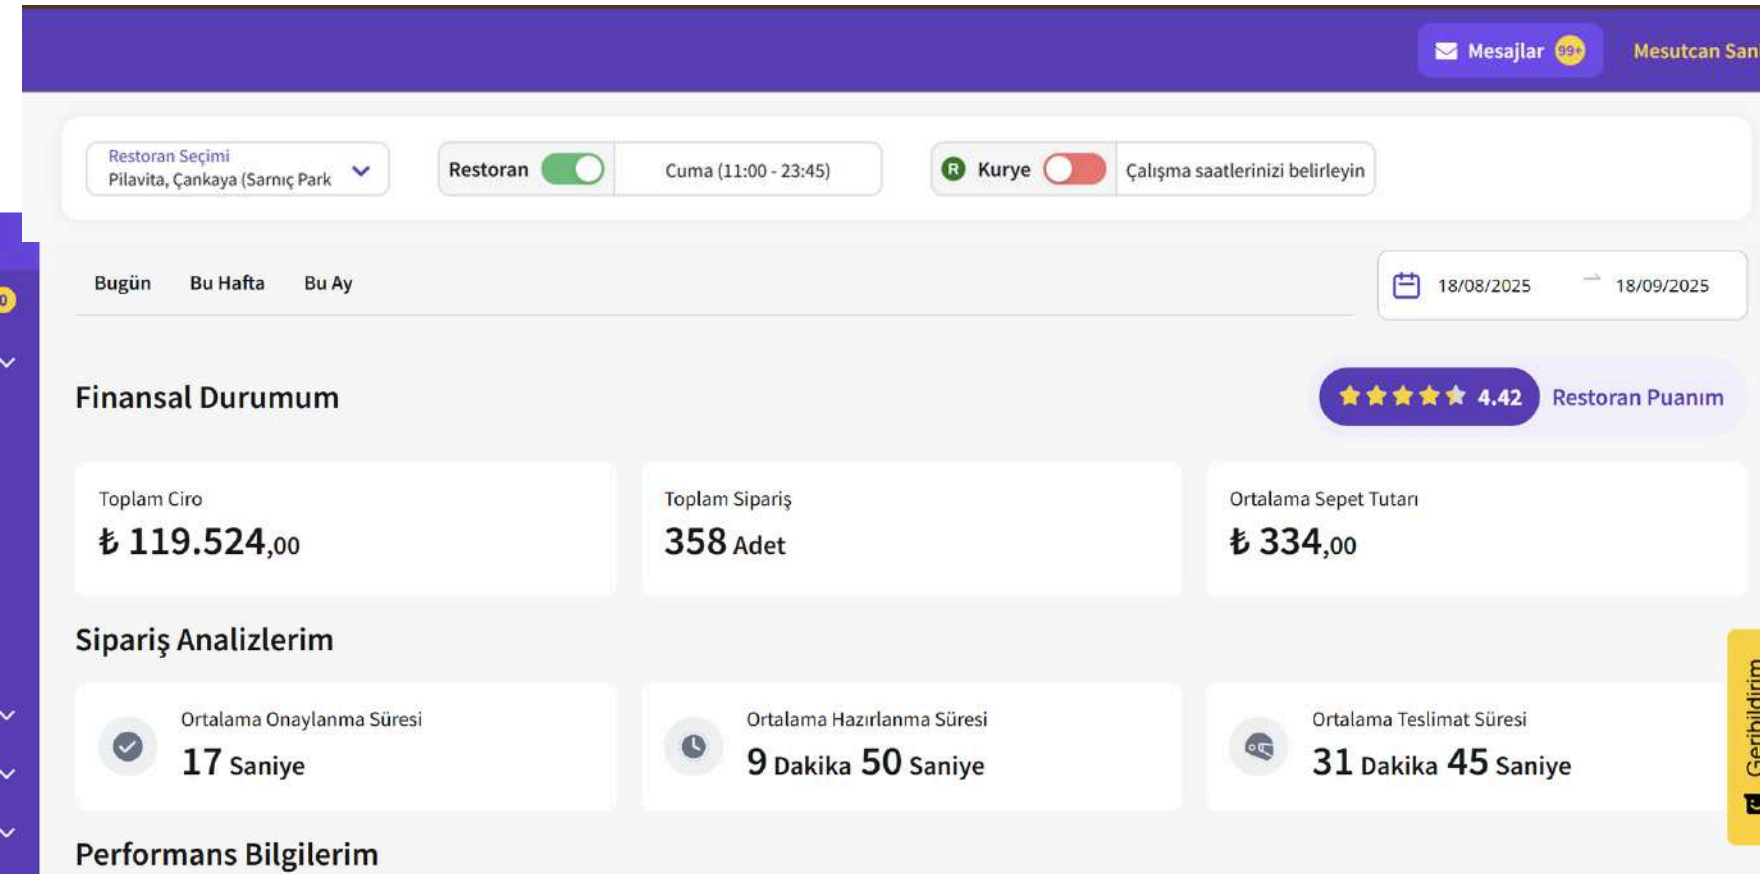 Mesajlar 99+
Mesutcan San
Restoran Seçimi
Pilavita, Çankaya (Sarnıç Park
Restoran
Cuma (11:00 - 23:45)
R Kurye
Çalışma saatlerinizi belirleyin
Bugün
Bu Hafta
Bu Ay
18/08/2025 → 18/09/2025
0
Finansal Durumum
4.42
Restoran Puanım
Toplam Ciro
₺ 119.524,00
Toplam Sipariş
358 Adet
Ortalama Sepet Tutarı
₺ 334,00
Sipariş Analizlerim
Ortalama Onaylanma Süresi
17 Saniye
Ortalama Hazırlanma Süresi
9 Dakika 50 Saniye
Ortalama Teslimat Süresi
31 Dakika 45 Saniye
Geribildirim
Performans Bilgilerim